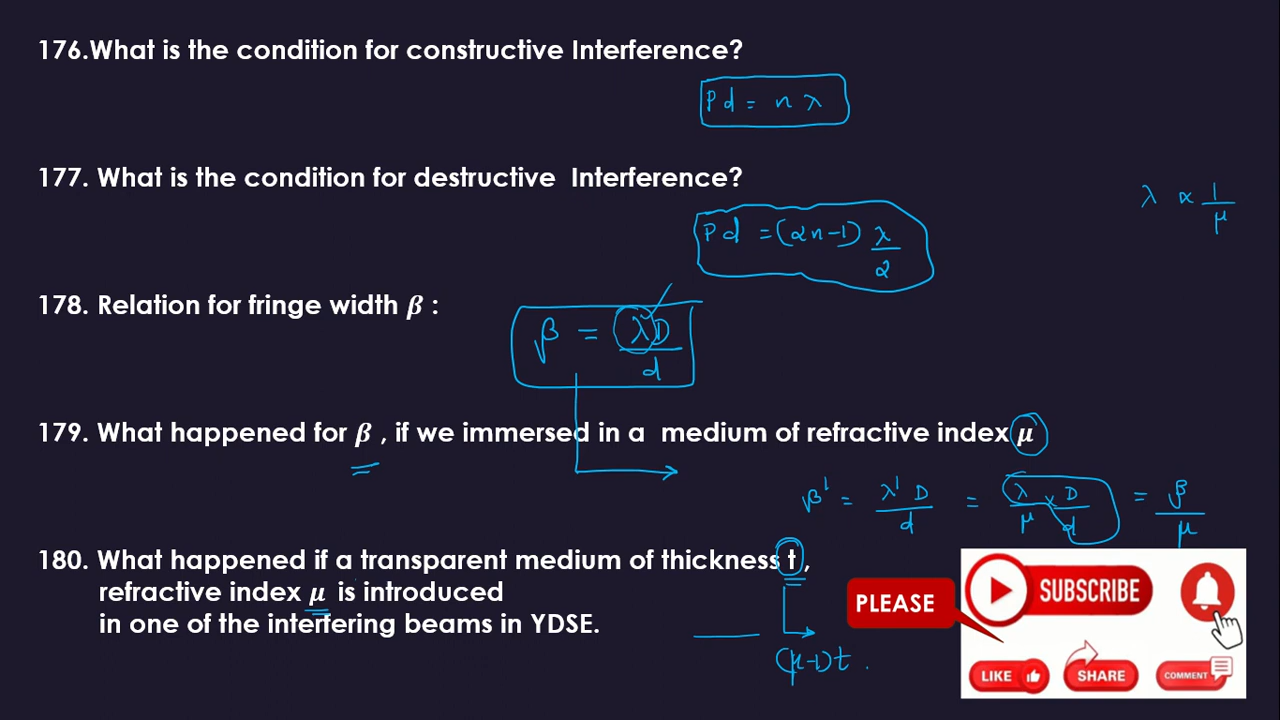 176.What is the condition for constructive Interference?
Pd = n λ
177. What is the condition for destructive Interference?
λ ∝ 1/μ
Pd = (2n-1) λ/2
178. Relation for fringe width β :
β = λD/d
179. What happened for β , if we immersed in a medium of refractive index μ
β' = λ' D/d = λ/μ × D/d = β/μ
180. What happened if a transparent medium of thickness t ,
refractive index μ is introduced
in one of the interfering beams in YDSE.
(μ-1)t .
PLEASE
SUBSCRIBE
LIKE
SHARE
COMMENT